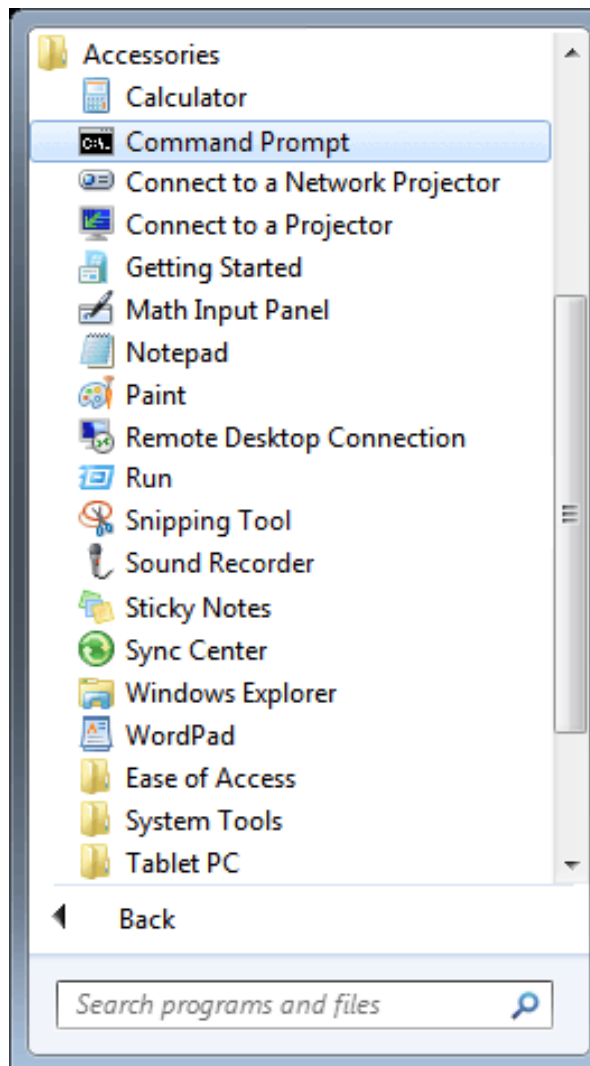 Accessories
Calculator
C:\. Command Prompt
Connect to a Network Projector
Connect to a Projector
Getting Started
Math Input Panel
Notepad
Paint
Remote Desktop Connection
Run
Snipping Tool
Sound Recorder
Sticky Notes
Sync Center
Windows Explorer
WordPad
Ease of Access
System Tools
Tablet PC
Back
Search programs and files